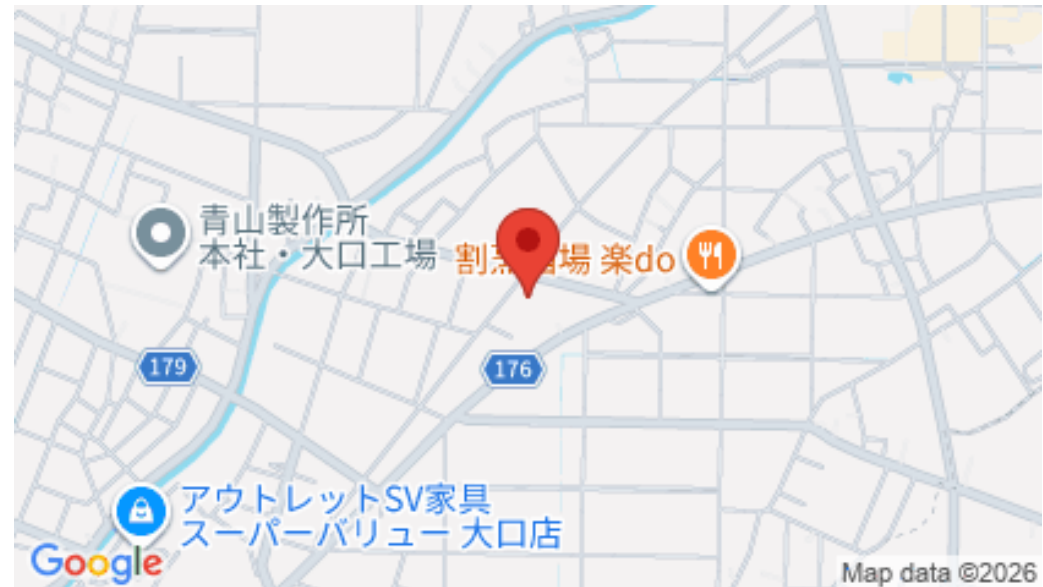 青山製作所
本社・大口工場
割烹 場 楽do
179
176
アウトレットSV家具
スーパーバリュー 大口店
Google
Map data ©2026